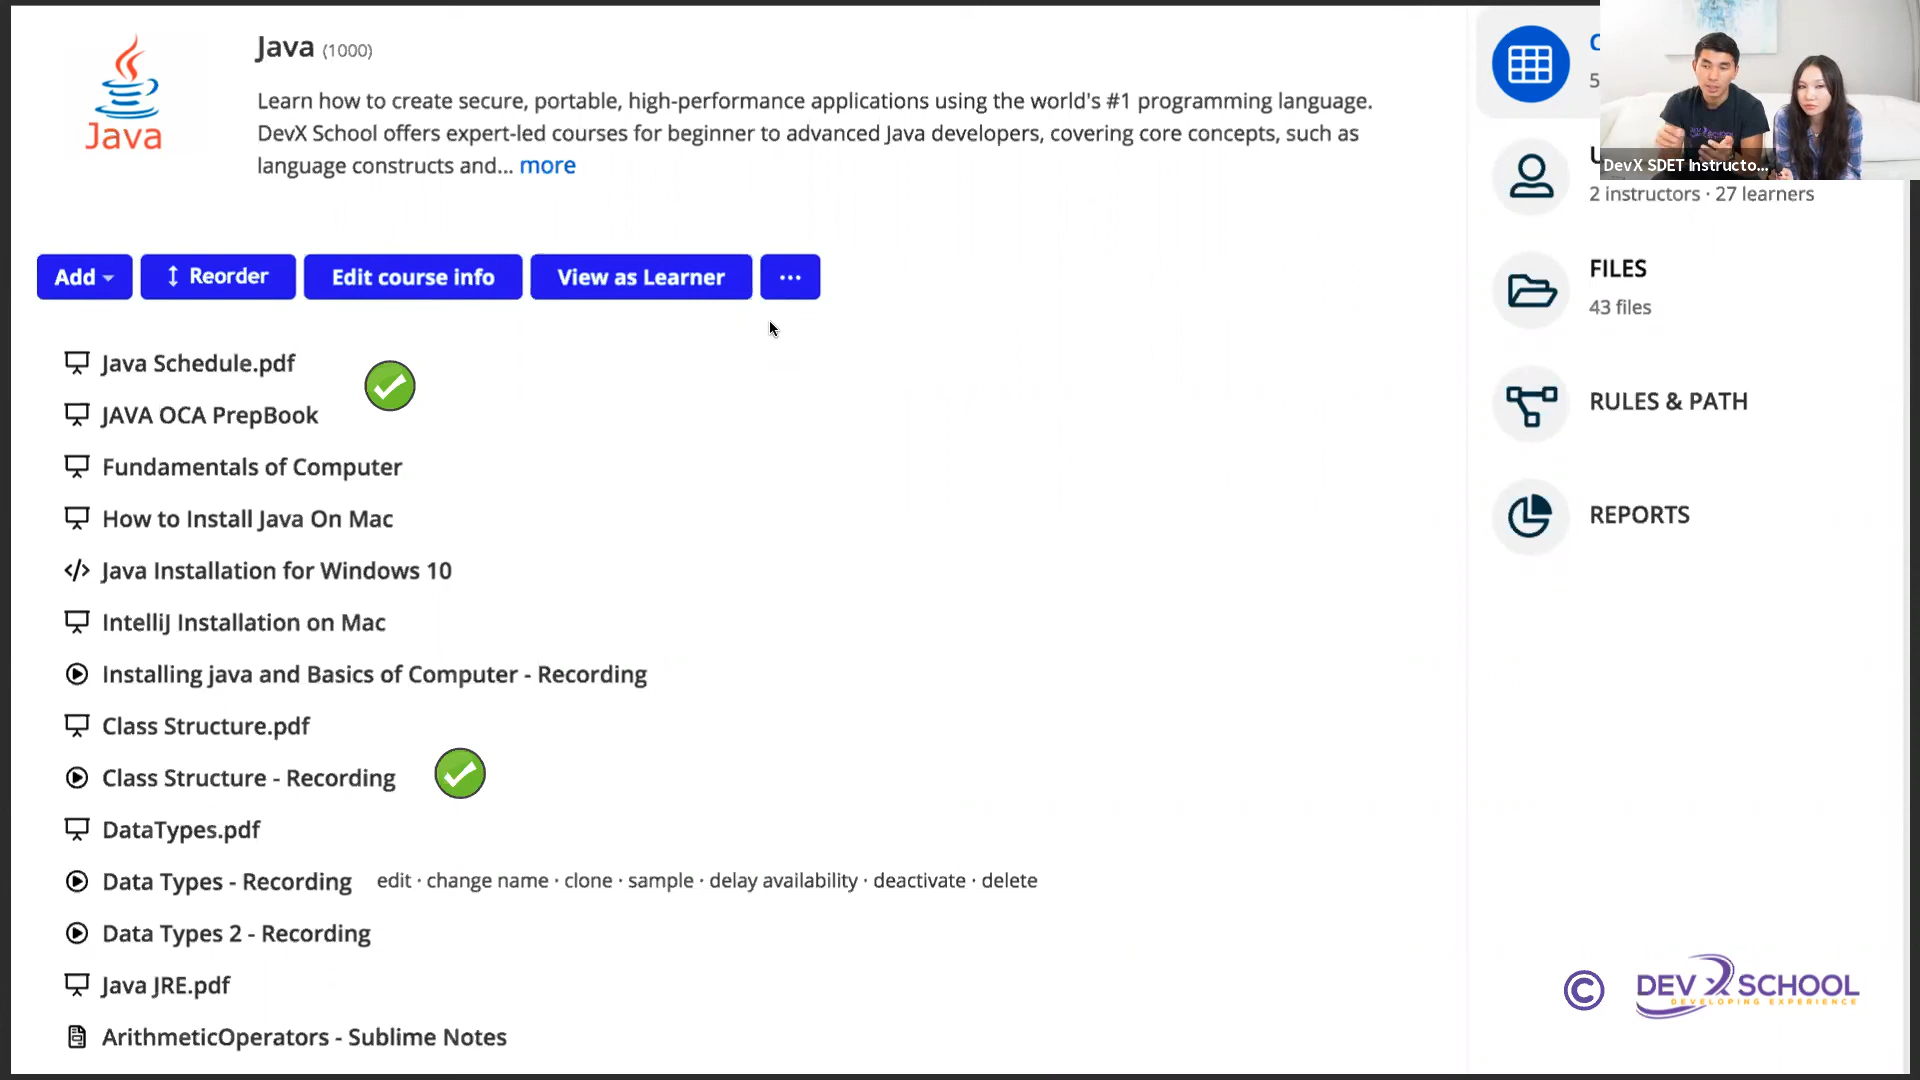 Java
Java (1000)
Learn how to create secure, portable, high-performance applications using the world's #1 programming language.
DevX School offers expert-led courses for beginner to advanced Java developers, covering core concepts, such as
language constructs and... more
Add
Reorder
Edit course info
View as Learner
...
Java Schedule.pdf
JAVA OCA PrepBook
Fundamentals of Computer
How to Install Java On Mac
</> Java Installation for Windows 10
IntelliJ Installation on Mac
Installing java and Basics of Computer - Recording
Class Structure.pdf
Class Structure - Recording
DataTypes.pdf
Data Types - Recording edit · change name · clone · sample · delay availability · deactivate · delete
Data Types 2 - Recording
Java JRE.pdf
ArithmeticOperators - Sublime Notes
DevX SDET Instructo...
2 instructors · 27 learners
FILES
43 files
RULES & PATH
REPORTS
© DEVXSCHOOL
DEVELOPING EXPERIENCE